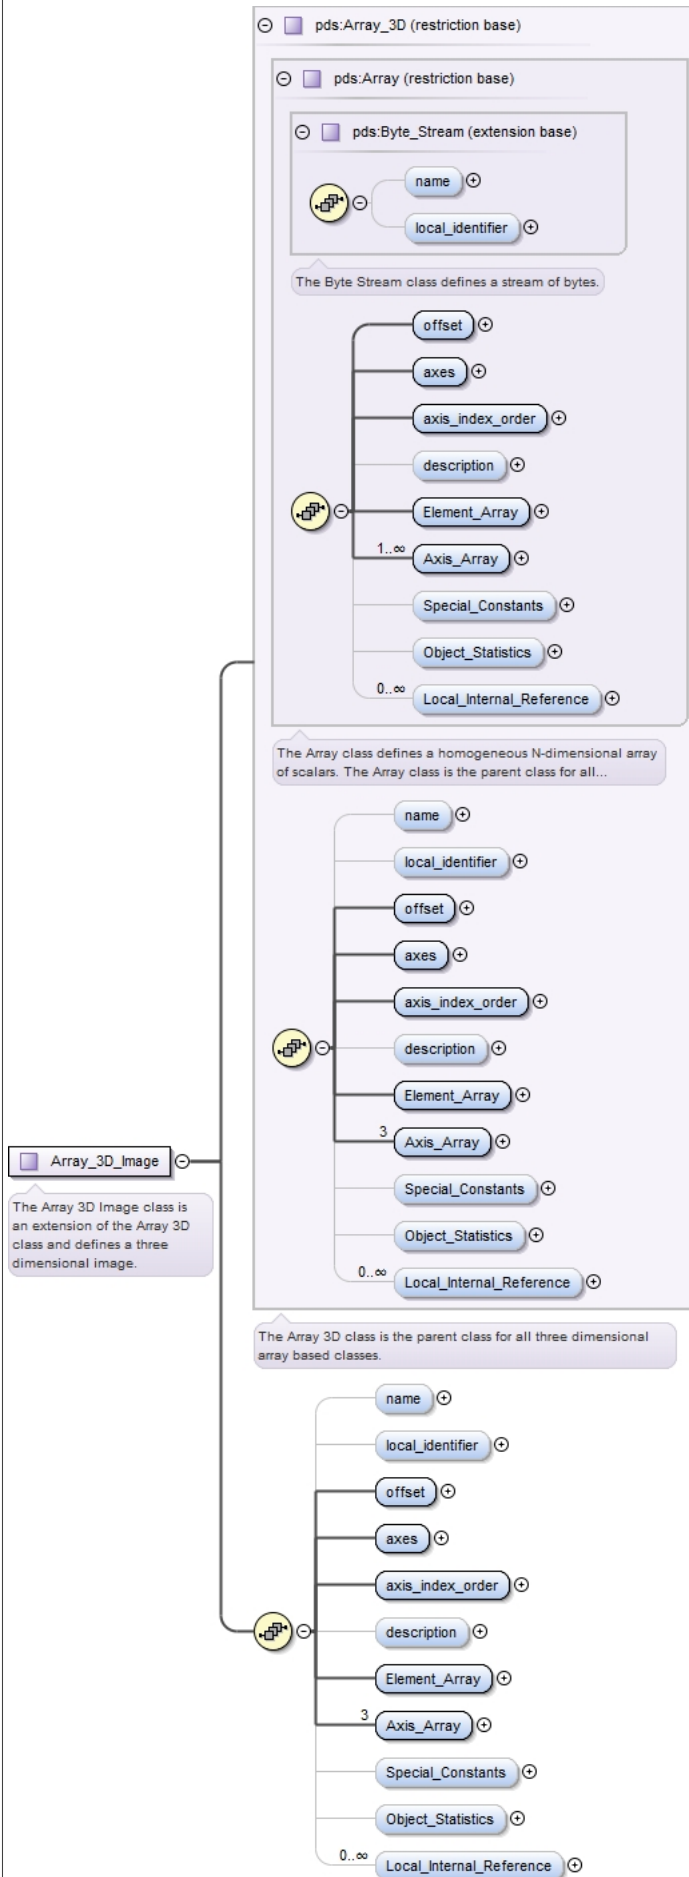 pds:Array_3D (restriction base)
pds:Array (restriction base)
pds:Byte_Stream (extension base)
name
local_identifier
The Byte Stream class defines a stream of bytes.
offset
axes
axis_index_order
description
Element_Array
1..∞
Axis_Array
Special_Constants
Object_Statistics
0..∞
Local_Internal_Reference
The Array class defines a homogeneous N-dimensional array
of scalars. The Array class is the parent class for all...
name
local_identifier
offset
axes
axis_index_order
description
Element_Array
3
Axis_Array
Special_Constants
Object_Statistics
0..∞
Local_Internal_Reference
Array_3D_Image
The Array 3D Image class is
an extension of the Array 3D
class and defines a three
dimensional image.
The Array 3D class is the parent class for all three dimensional
array based classes.
name
local_identifier
offset
axes
axis_index_order
description
Element_Array
3
Axis_Array
Special_Constants
Object_Statistics
0..∞
Local_Internal_Reference